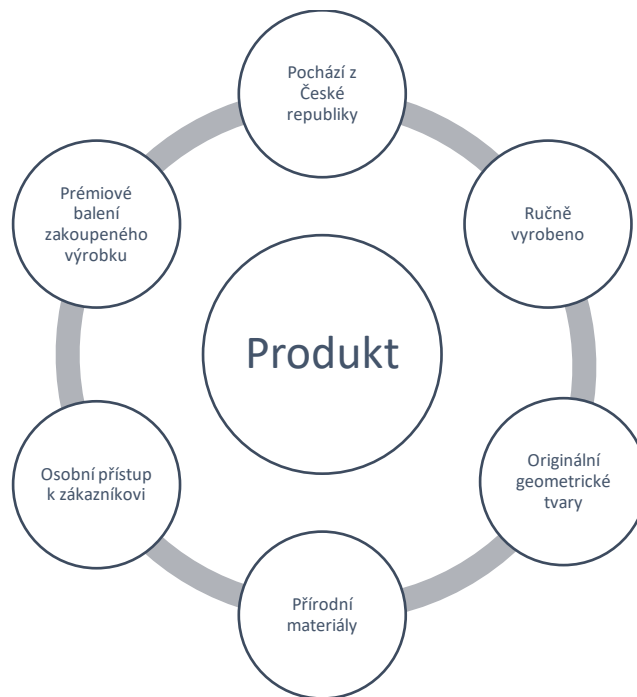 Pochází z
České
republiky
Prémiové
balení
zakoupeného
výrobku
Ručně
vyrobeno
Produkt
Osobní přístup
k zákazníkovi
Originální
geometrické
tvary
Přírodní
materiály